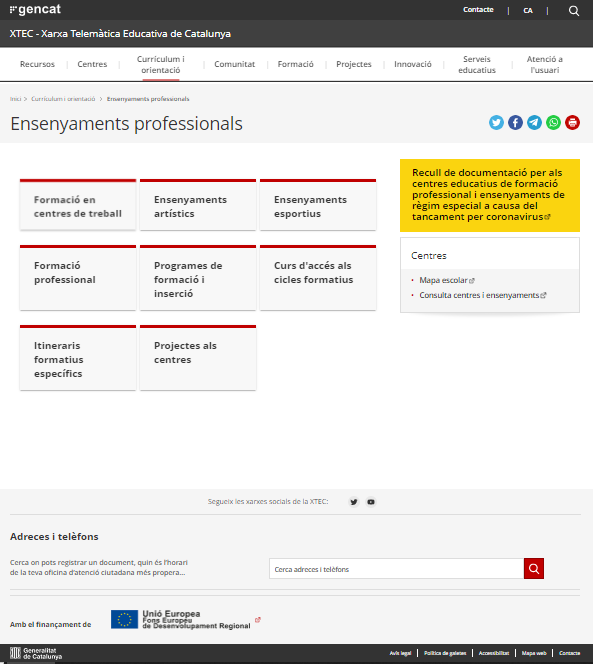 gencat
Contacte | CA |
XTEC - Xarxa Telemàtica Educativa de Catalunya
Recursos | Centres | Currículum i orientació | Comunitat | Formació | Projectes | Innovació | Serveis educatius | Atenció a l'usuari
Inici > Currículum i orientació > Ensenyaments professionals
Ensenyaments professionals
Formació en
centres de treball
Ensenyaments
artístics
Ensenyaments
esportius
Formació
professional
Programes de
formació i
inserció
Curs d'accés als
cicles formatius
Itineraris
formatius
específics
Projectes als
centres
Recull de documentació per als
centres educatius de formació
professional i ensenyaments de
règim especial a causa del
tancament per coronavirus
Centres
• Mapa escolar
• Consulta centres i ensenyaments
Segueix les xarxes socials de la XTEC:
Adreces i telèfons
Cerca on pots registrar un document, quin és l'horari
de la teva oficina d'atenció ciutadana més propera...
Cerca adreces i telèfons
Amb el finançament de
Unió Europea
Fons Europeu
de Desenvolupament Regional
Generalitat
de Catalunya
Avís legal | Política de galetes | Accessibilitat | Mapa web | Contacte